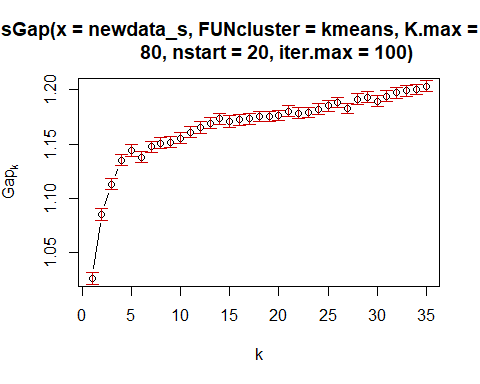 sGap(x = newdata_s, FUNcluster = kmeans, K.max =
80, nstart = 20, iter.max = 100)
Gapk
1.20
1.15
1.10
1.05
0 5 10 15 20 25 30 35
k